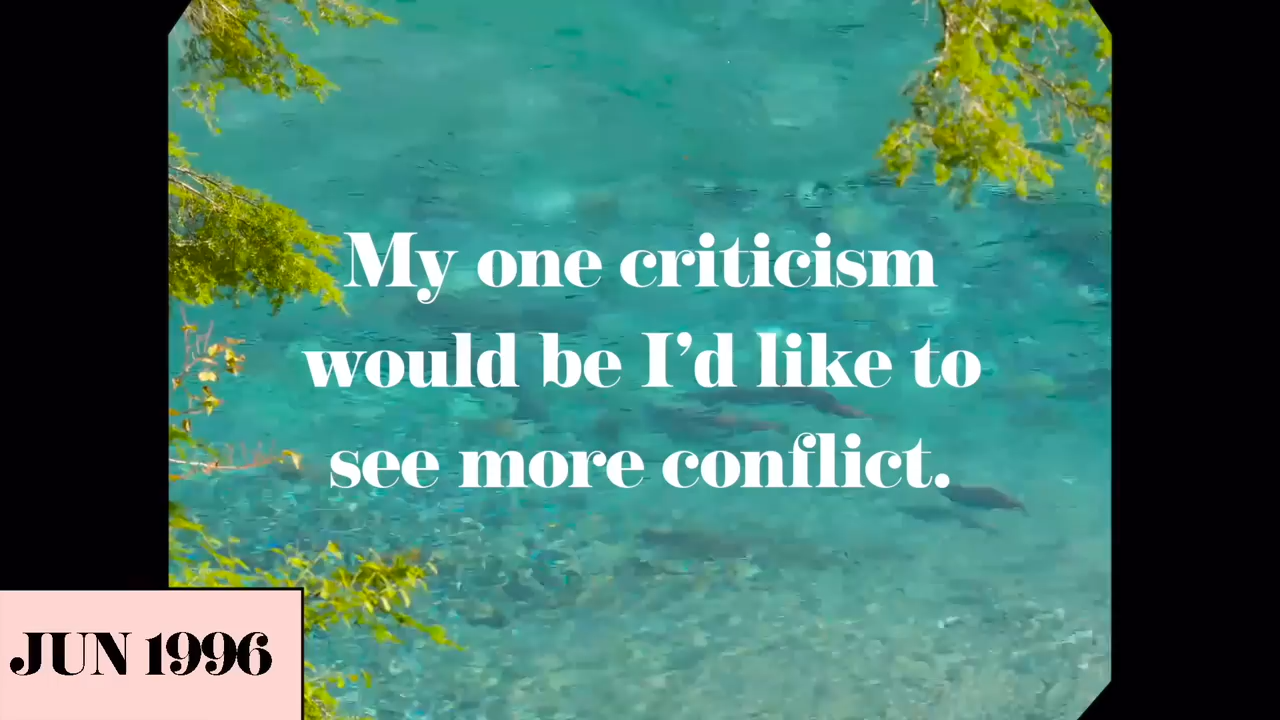 My one criticism
would be I’d like to
see more conflict.
JUN 1996